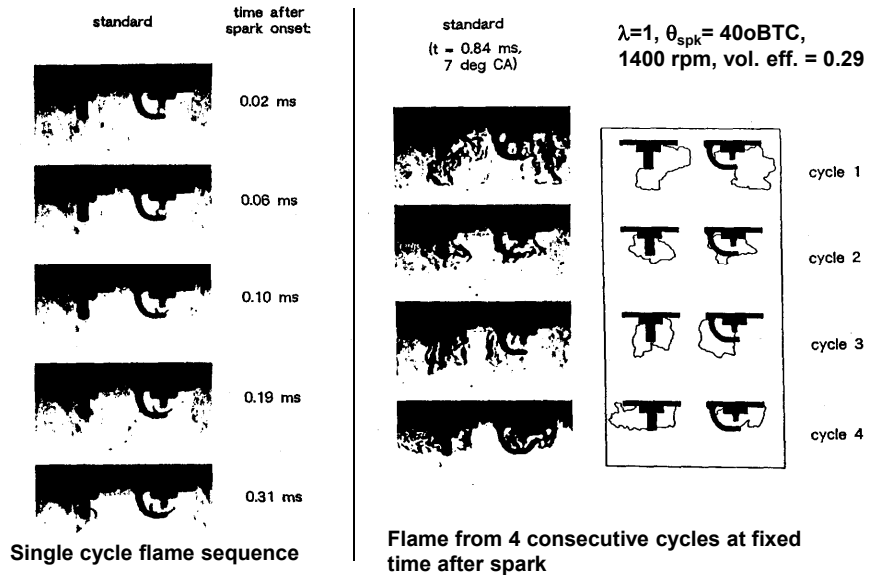 standard
time after
spark onset:
0.02 ms
0.06 ms
0.10 ms
0.19 ms
0.31 ms
Single cycle flame sequence
standard
(t = 0.84 ms,
7 deg CA)
λ=1, θspk= 40oBTC,
1400 rpm, vol. eff. = 0.29
cycle 1
cycle 2
cycle 3
cycle 4
Flame from 4 consecutive cycles at fixed
time after spark